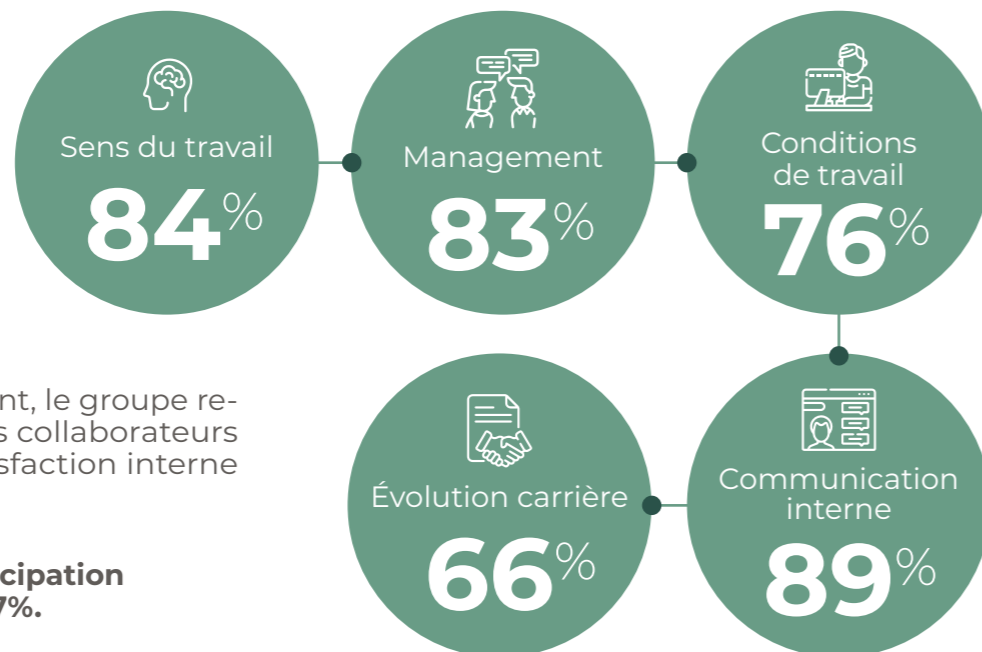 Sens du travail
84%
Management
83%
Conditions
de travail
76%
nt, le groupe re-
s collaborateurs
sfaction interne
cipation
7%.
Évolution carrière
66%
Communication
interne
89%